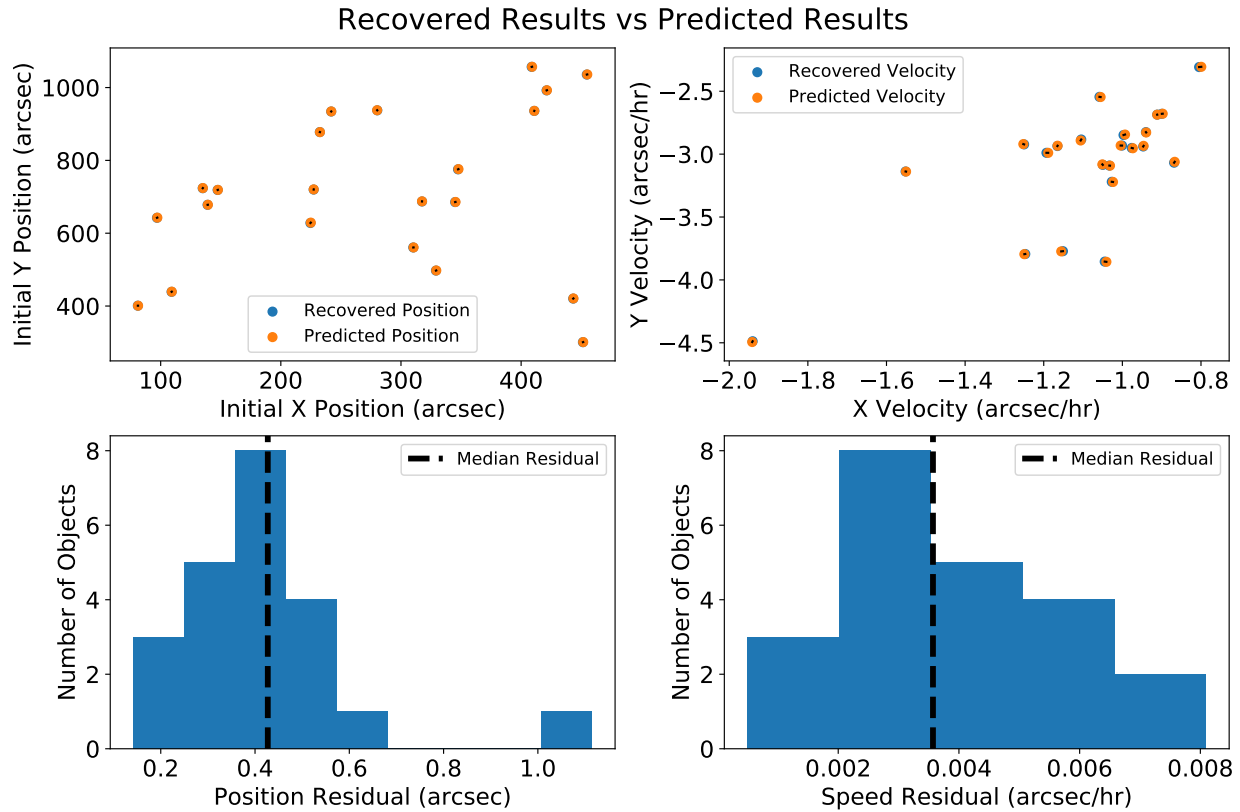 Recovered Results vs Predicted Results
1000
800
600
400
Initial Y Position (arcsec)
Recovered Position
Predicted Position
100 200 300 400
Initial X Position (arcsec)
−2.5
−3.0
−3.5
−4.0
−4.5
Y Velocity (arcsec/hr)
Recovered Velocity
Predicted Velocity
−2.0 −1.8 −1.6 −1.4 −1.2 −1.0 −0.8
X Velocity (arcsec/hr)
8
6
4
2
0
Number of Objects
Median Residual
0.2 0.4 0.6 0.8 1.0
Position Residual (arcsec)
8
6
4
2
0
Number of Objects
Median Residual
0.002 0.004 0.006 0.008
Speed Residual (arcsec/hr)